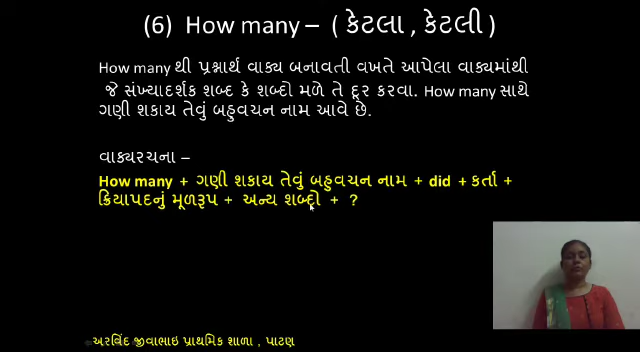 (6) How many – ( કેટલા , કેટલી )
How many થી પ્રશ્નાર્થ વાક્ય બનાવતી વખતે આપેલા વાક્યમાંથી
જે સંખ્યાદર્શક શબ્દ કે શબ્દો મળે તે દૂર કરવા. How many સાથે
ગણી શકાય તેવું બહુવચન નામ આવે છે.
વાક્યરચના –
How many + ગણી શકાય તેવું બહુવચન નામ + did + કર્તા +
ક્રિયાપદનું મૂળરૂપ + અન્ય શબ્દો + ?
અરવિંદ જીવાભાઇ પ્રાથમિક શાળા , પાટણ